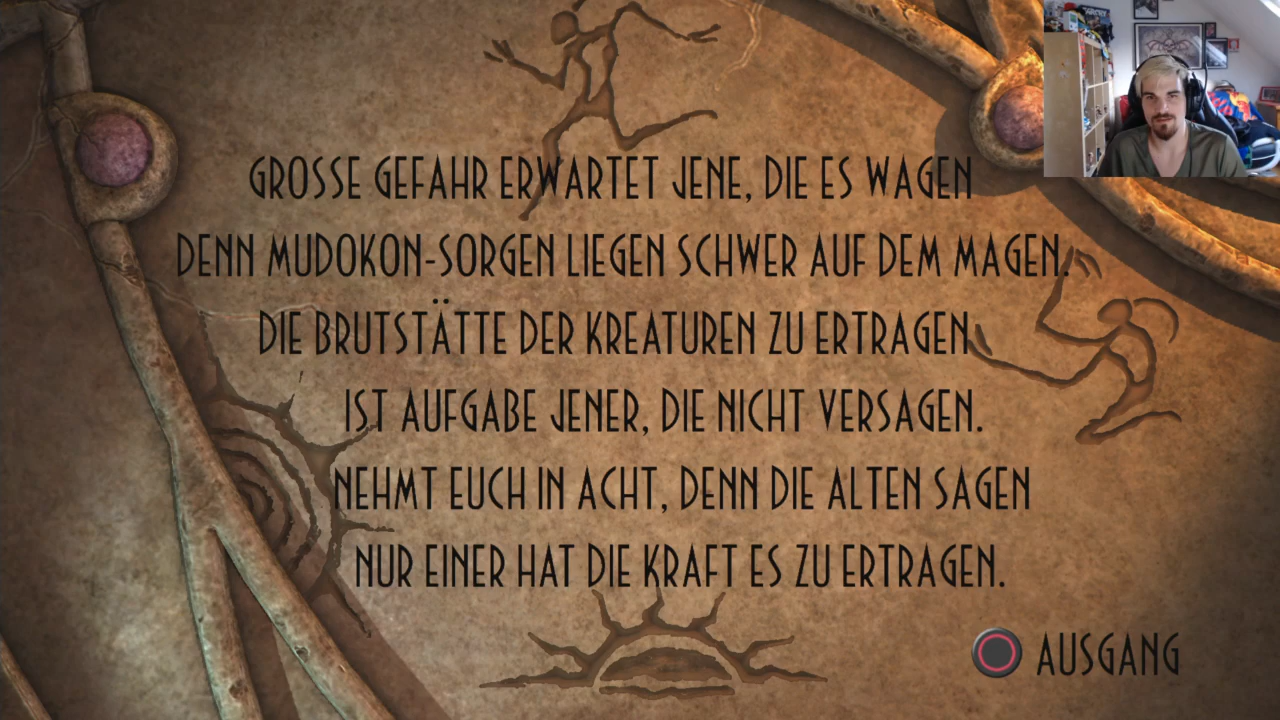 GROSSE GEFAHR ERWARTET JENE, DIE ES WAGEN
DENN MUDOKON-SORGEN LIEGEN SCHWER AUF DEM MAGEN.
DIE BRUTSTÄTTE DER KREATUREN ZU ERTRAGEN
IST AUFGABE JENER, DIE NICHT VERSAGEN.
NEHMT EUCH IN ACHT, DENN DIE ALTEN SAGEN
NUR EINER HAT DIE KRAFT ES ZU ERTRAGEN.
AUSGANG